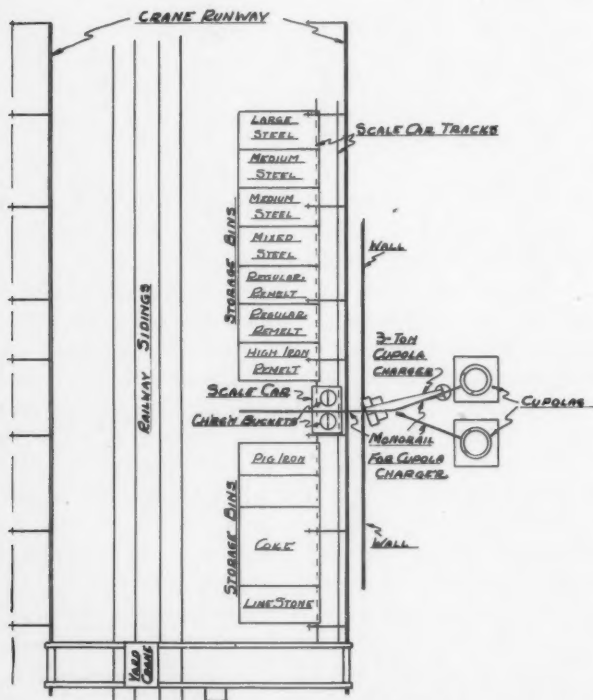 CRANE RUNWAY
LARGE
STEEL
SCALE CAR TRACKS
MEDIUM
STEEL
MEDIUM
STEEL
MIXED
STEEL
REGULAR
REMELT
REGULAR
REMELT
HIGH IRON
REMELT
STORAGE BINS
RAILWAY SIDINGS
WALL
3-TON
CUPOLA
CHARGER
SCALE CAR
CUPOLAS
CHRG'N BUCKETS
MONORAIL
FOR CUPOLA
CHARGER
PIG IRON
COKE
LIME STONE
STORAGE BINS
WALL
YARD
CRANE